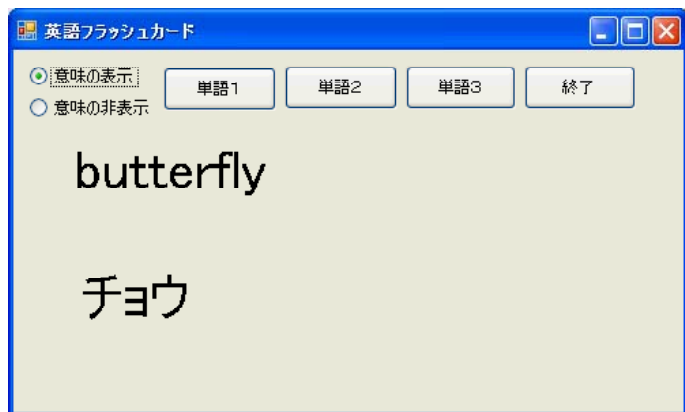 英語フラッシュカード
意味の表示
単語1
単語2
単語3
終了
意味の非表示
butterfly
チョウ